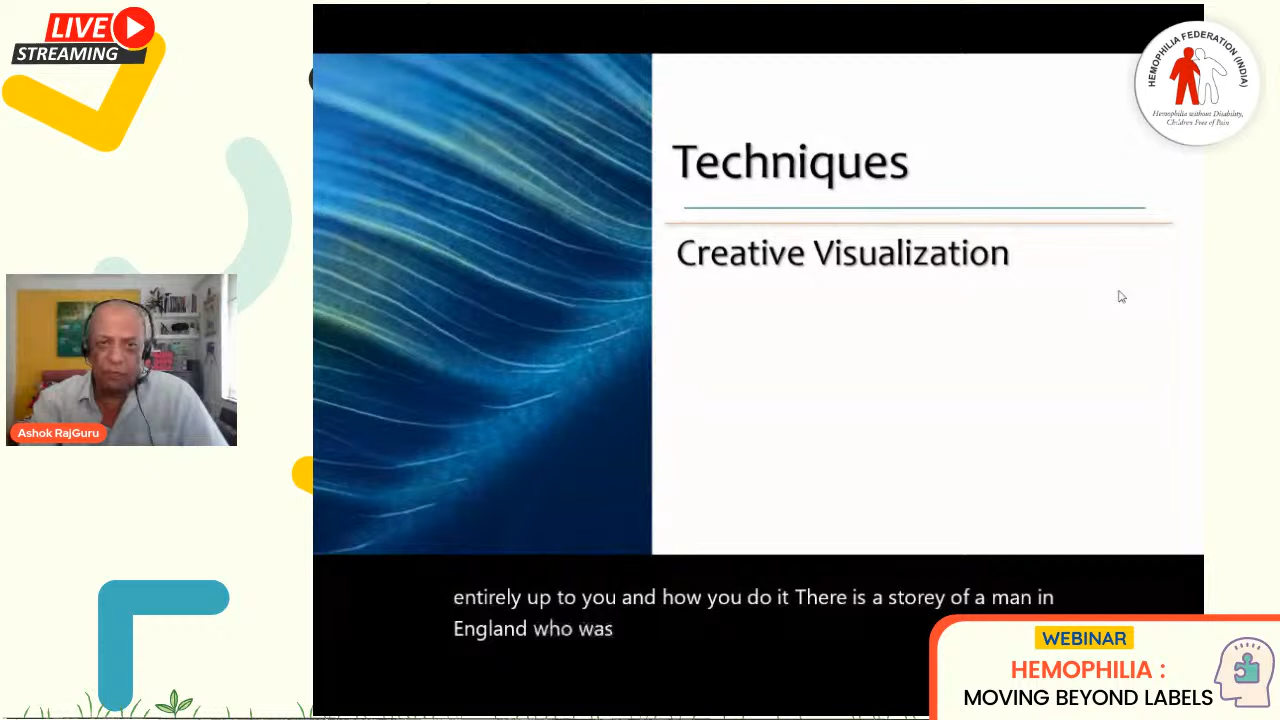 LIVE
STREAMING
HEMOPHILIA FEDERATION (INDIA)
Hemophilia without Disability,
Children Free of Pain
Techniques
Creative Visualization
Ashok RajGuru
entirely up to you and how you do it There is a storey of a man in
England who was
WEBINAR
HEMOPHILIA :
MOVING BEYOND LABELS